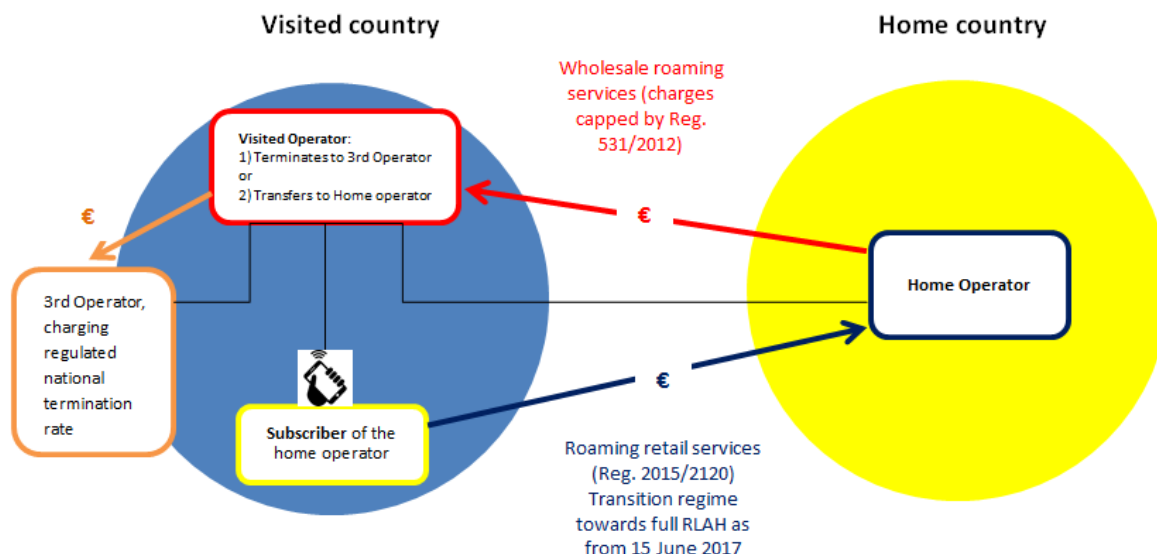 Visited country
Home country
Wholesale roaming
services (charges
capped by Reg.
531/2012)
Visited Operator:
1) Terminates to 3rd Operator
or
2) Transfers to Home operator
€
€
3rd Operator,
charging
regulated
national
termination
rate
Home Operator
€
Subscriber of the
home operator
Roaming retail services
(Reg. 2015/2120)
Transition regime
towards full RLAH as
from 15 June 2017